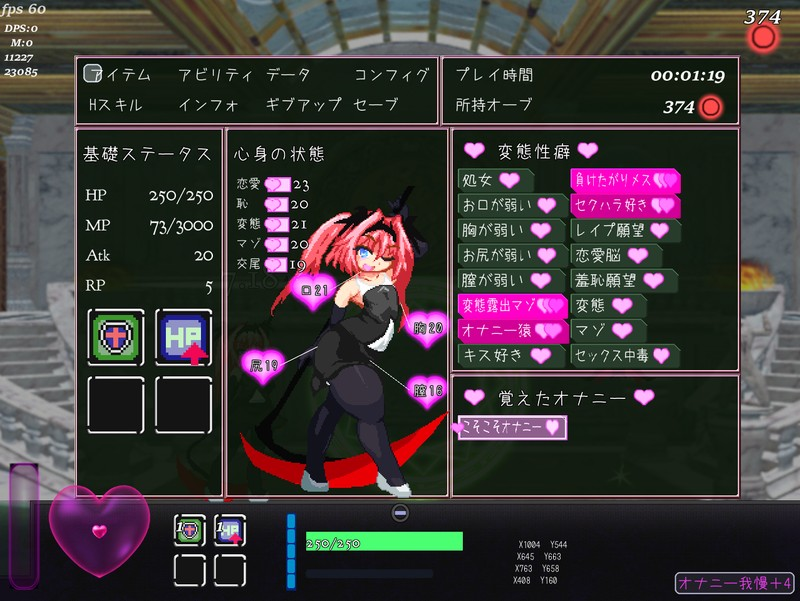 fps 60
DPS:0
M:0
11227
23085
374
アイテム アビリティ データ コンフィグ
Hスキル インフォ ギブアップ セーブ
プレイ時間 00:01:19
所持オーブ 374
基礎ステータス
HP 250/250
MP 73/3000
Atk 20
RP 5
HP
心身の状態
恋愛 23
恥 20
変態 21
マゾ 20
交尾 19
口21
胸20
尻19
膣18
変態性癖
処女 負けたがりメス
お口が弱い セクハラ好き
胸が弱い レイプ願望
お尻が弱い 恋愛脳
膣が弱い 羞恥願望
変態露出マゾ 変態
オナニー猿 マゾ
キス好き セックス中毒
覚えたオナニー
こそこそオナニー
1 1
HP
250/250
X1004 Y544
X645 Y663
X763 Y658
X408 Y160
オナニー我慢+4